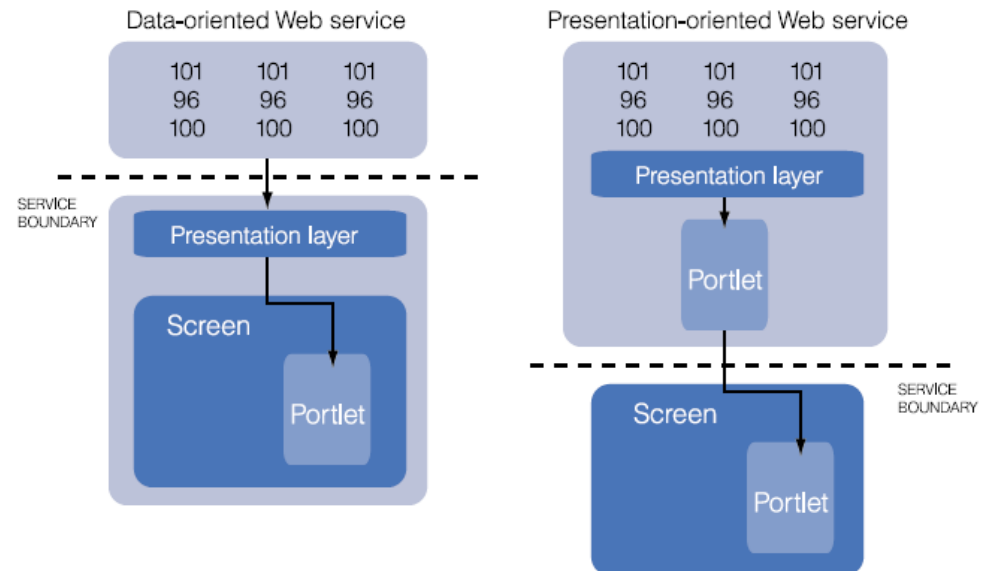 Data-oriented Web service
101 101 101
96 96 96
100 100 100
SERVICE
BOUNDARY
Presentation layer
Screen
Portlet
Presentation-oriented Web service
101 101 101
96 96 96
100 100 100
Presentation layer
Portlet
SERVICE
BOUNDARY
Screen
Portlet